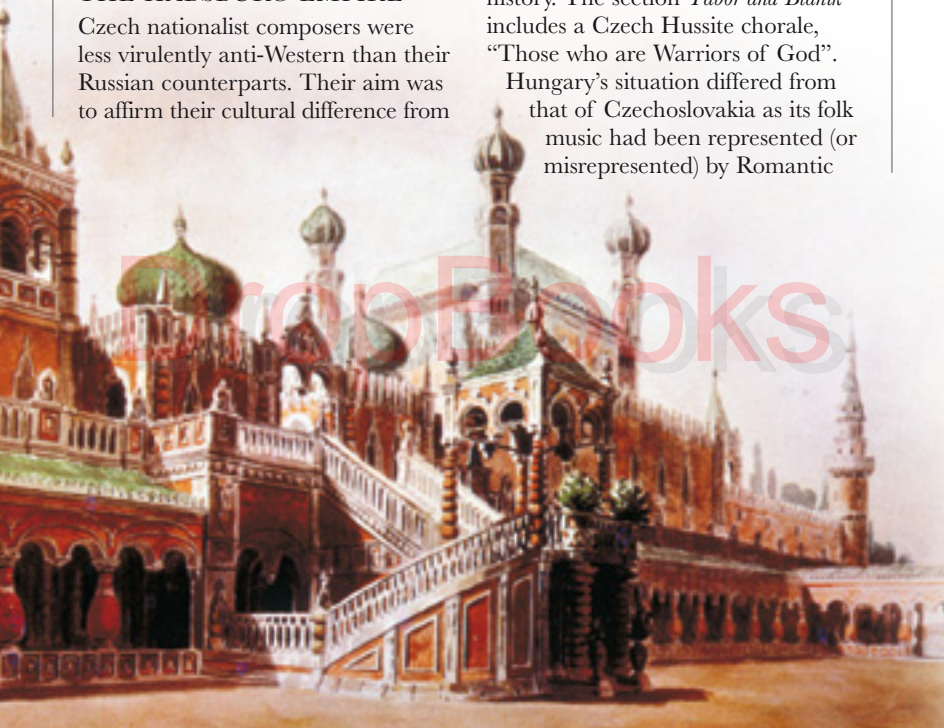 THE HABSBURG EMPIRE
Czech nationalist composers were
less virulently anti-Western than their
Russian counterparts. Their aim was
to affirm their cultural difference from
history. The section Tabor and Blaník
includes a Czech Hussite chorale,
“Those who are Warriors of God”.
Hungary’s situation differed from
that of Czechoslovakia as its folk
music had been represented (or
misrepresented) by Romantic
DropBooks